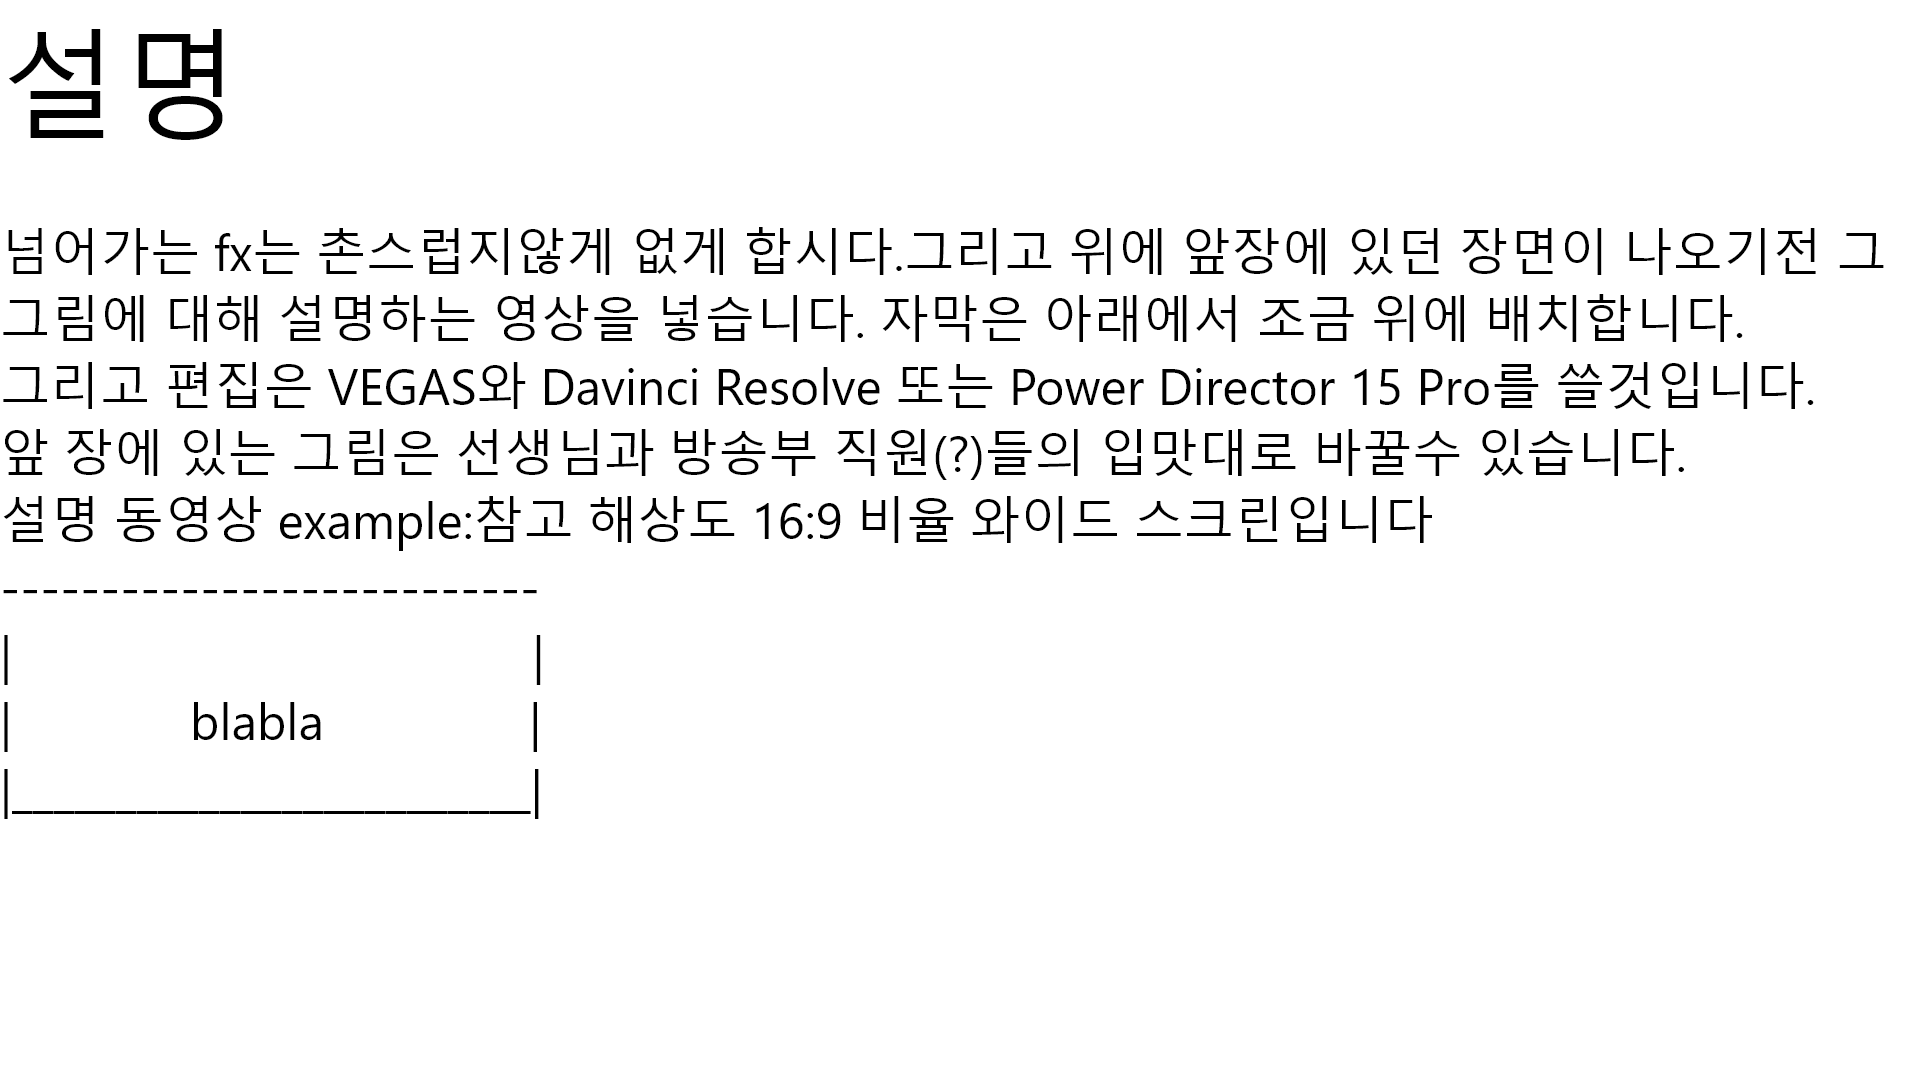 설명
넘어가는 fx는 촌스럽지않게 없게 합시다.그리고 위에 앞장에 있던 장면이 나오기전 그
그림에 대해 설명하는 영상을 넣습니다. 자막은 아래에서 조금 위에 배치합니다.
그리고 편집은 VEGAS와 Davinci Resolve 또는 Power Director 15 Pro를 쓸것입니다.
앞 장에 있는 그림은 선생님과 방송부 직원(?)들의 입맛대로 바꿀수 있습니다.
설명 동영상 example:참고 해상도 16:9 비율 와이드 스크린입니다
---------------------------
|                          |
|         blabla           |
|__________________________|